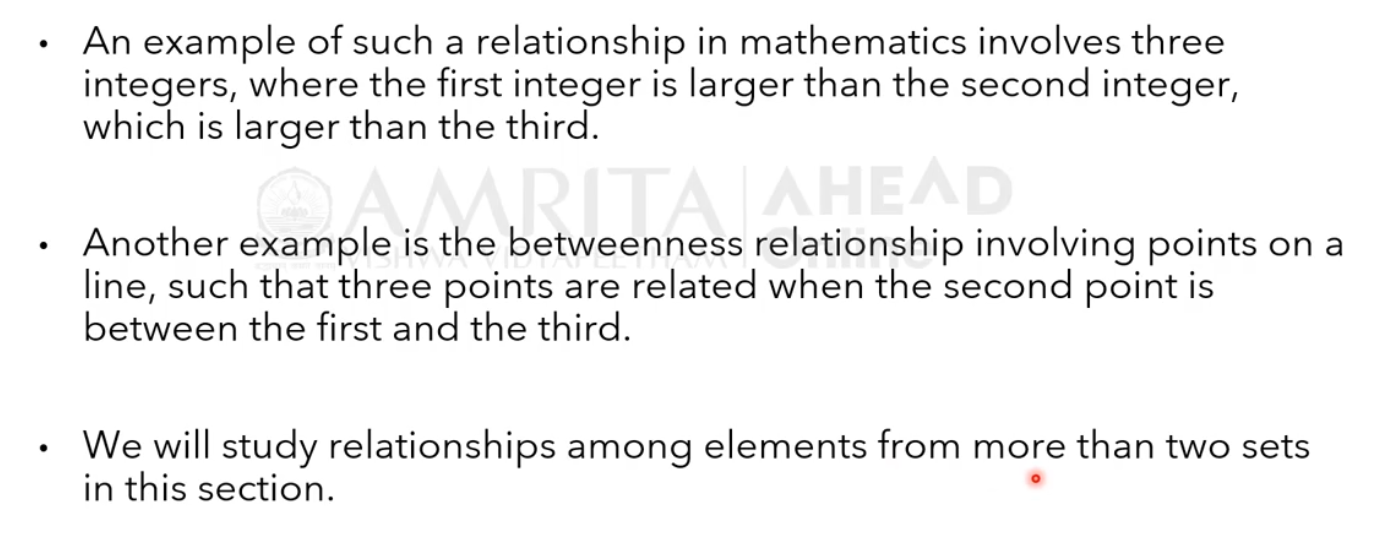 • An example of such a relationship in mathematics involves three
integers, where the first integer is larger than the second integer,
which is larger than the third.
AMRITA AHEAD
VISHWA VIDYAPEETHAM Online
• Another example is the betweenness relationship involving points on a
line, such that three points are related when the second point is
between the first and the third.
• We will study relationships among elements from more than two sets
in this section.